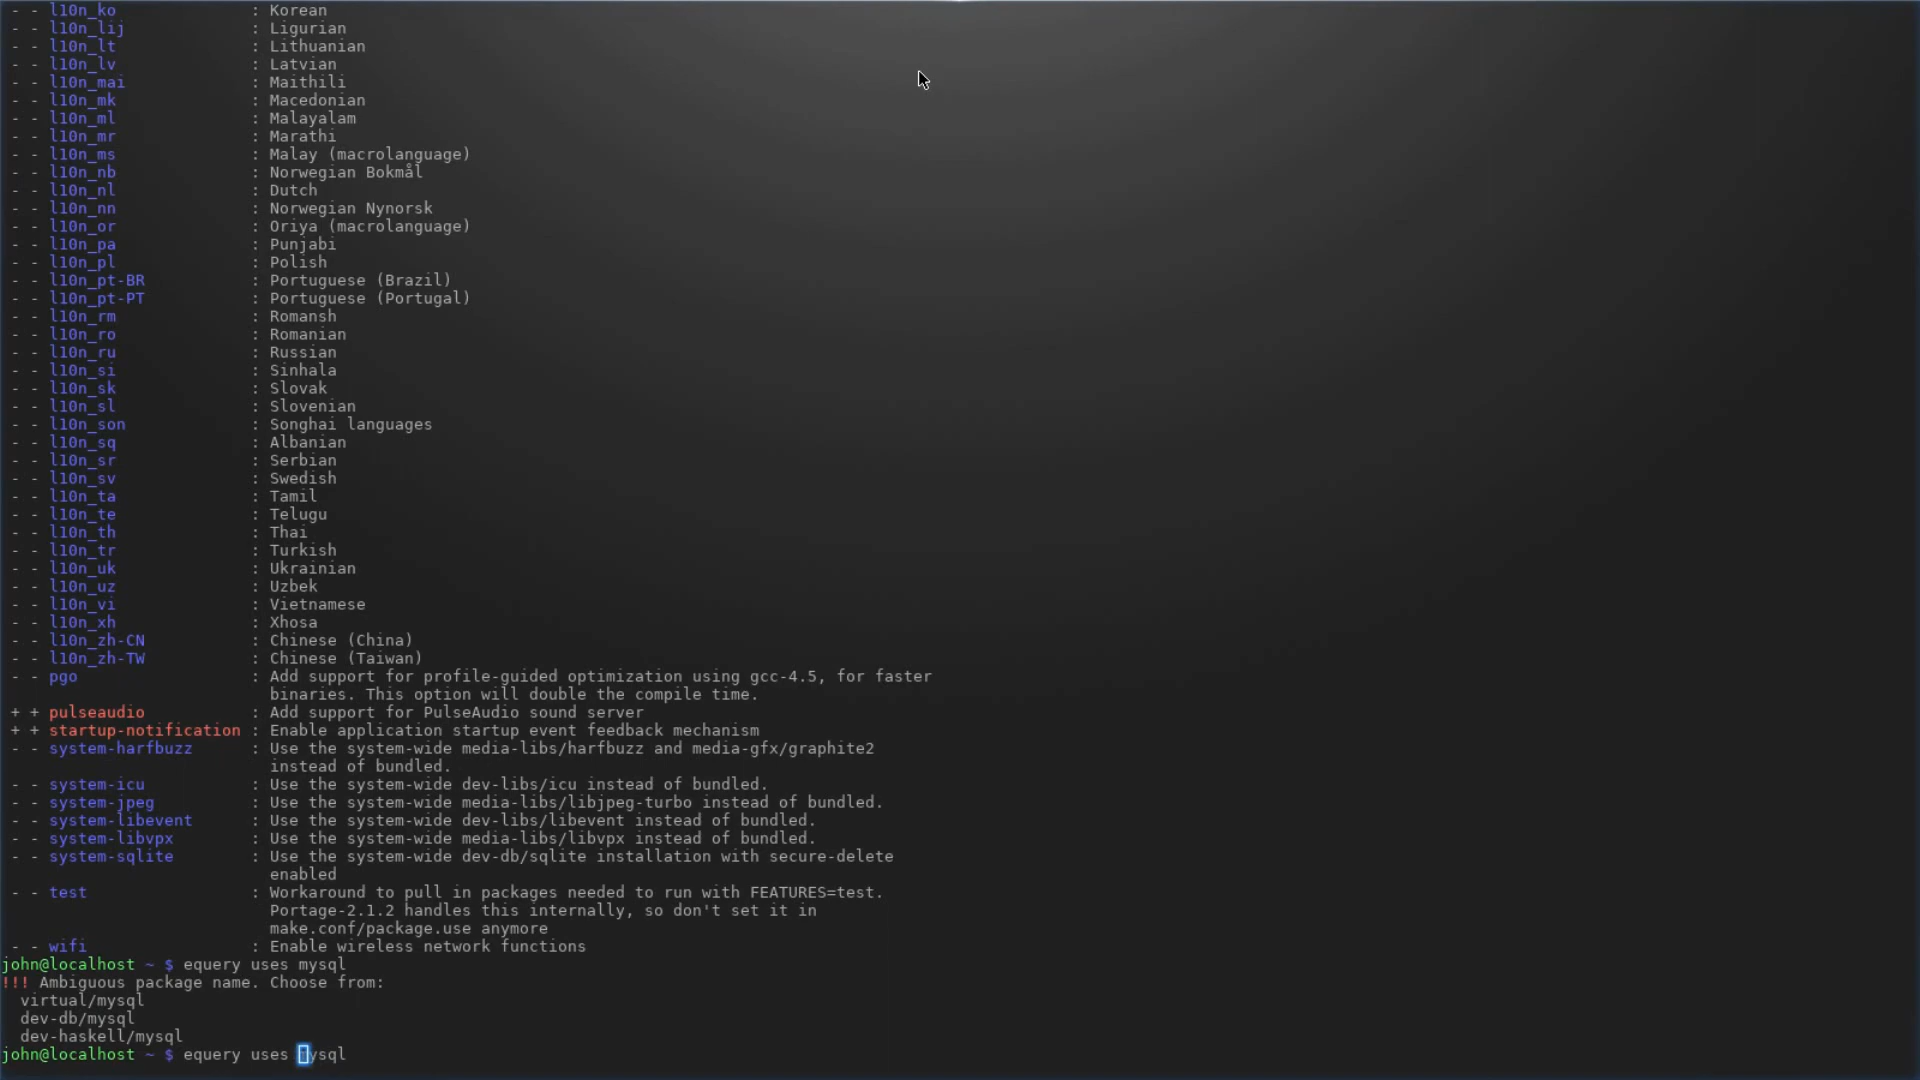 - - l10n_ko : Korean
- - l10n_lij : Ligurian
- - l10n_lt : Lithuanian
- - l10n_lv : Latvian
- - l10n_mai : Maithili
- - l10n_mk : Macedonian
- - l10n_ml : Malayalam
- - l10n_mr : Marathi
- - l10n_ms : Malay (macrolanguage)
- - l10n_nb : Norwegian Bokmål
- - l10n_nl : Dutch
- - l10n_nn : Norwegian Nynorsk
- - l10n_or : Oriya (macrolanguage)
- - l10n_pa : Punjabi
- - l10n_pl : Polish
- - l10n_pt-BR : Portuguese (Brazil)
- - l10n_pt-PT : Portuguese (Portugal)
- - l10n_rm : Romansh
- - l10n_ro : Romanian
- - l10n_ru : Russian
- - l10n_si : Sinhala
- - l10n_sk : Slovak
- - l10n_sl : Slovenian
- - l10n_son : Songhai languages
- - l10n_sq : Albanian
- - l10n_sr : Serbian
- - l10n_sv : Swedish
- - l10n_ta : Tamil
- - l10n_te : Telugu
- - l10n_th : Thai
- - l10n_tr : Turkish
- - l10n_uk : Ukrainian
- - l10n_uz : Uzbek
- - l10n_vi : Vietnamese
- - l10n_xh : Xhosa
- - l10n_zh-CN : Chinese (China)
- - l10n_zh-TW : Chinese (Taiwan)
- - pgo : Add support for profile-guided optimization using gcc-4.5, for faster
binaries. This option will double the compile time.
+ + pulseaudio : Add support for PulseAudio sound server
+ + startup-notification : Enable application startup event feedback mechanism
- - system-harfbuzz : Use the system-wide media-libs/harfbuzz and media-gfx/graphite2
instead of bundled.
- - system-icu : Use the system-wide dev-libs/icu instead of bundled.
- - system-jpeg : Use the system-wide media-libs/libjpeg-turbo instead of bundled.
- - system-libevent : Use the system-wide dev-libs/libevent instead of bundled.
- - system-libvpx : Use the system-wide media-libs/libvpx instead of bundled.
- - system-sqlite : Use the system-wide dev-db/sqlite installation with secure-delete
enabled
- - test : Workaround to pull in packages needed to run with FEATURES=test.
Portage-2.1.2 handles this internally, so don't set it in
make.conf/package.use anymore
- - wifi : Enable wireless network functions
john@localhost ~ $ equery uses mysql
!!! Ambiguous package name. Choose from:
virtual/mysql
dev-db/mysql
dev-haskell/mysql
john@localhost ~ $ equery uses mysql